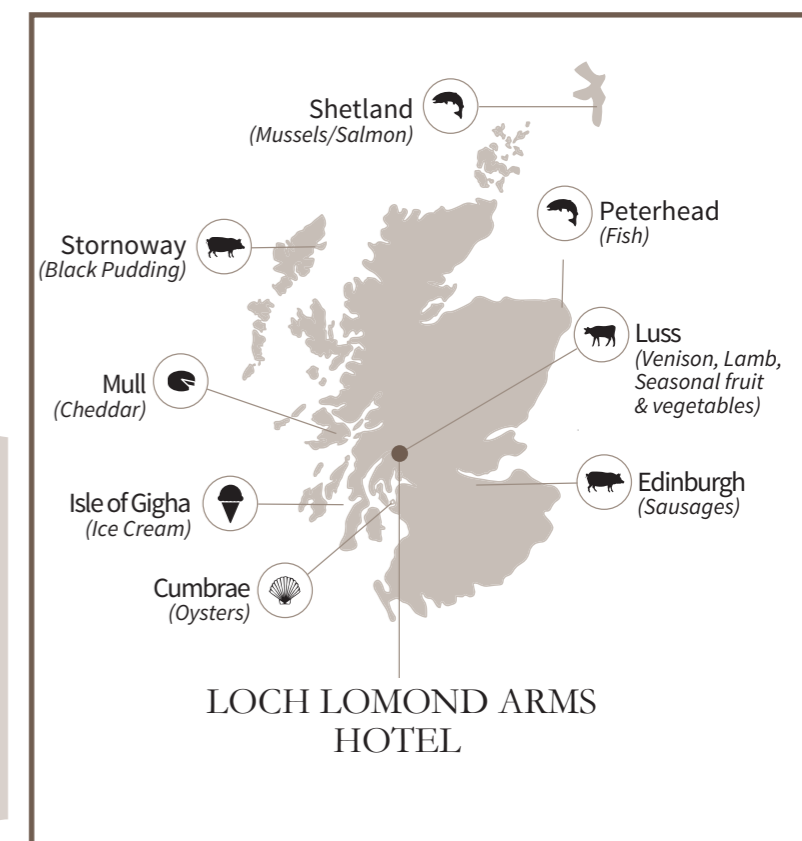 Shetland
(Mussels/Salmon)
Peterhead
(Fish)
Stornoway
(Black Pudding)
Luss
(Venison, Lamb,
Seasonal fruit
& vegetables)
Mull
(Cheddar)
Edinburgh
(Sausages)
Isle of Gigha
(Ice Cream)
Cumbrae
(Oysters)
LOCH LOMOND ARMS
HOTEL